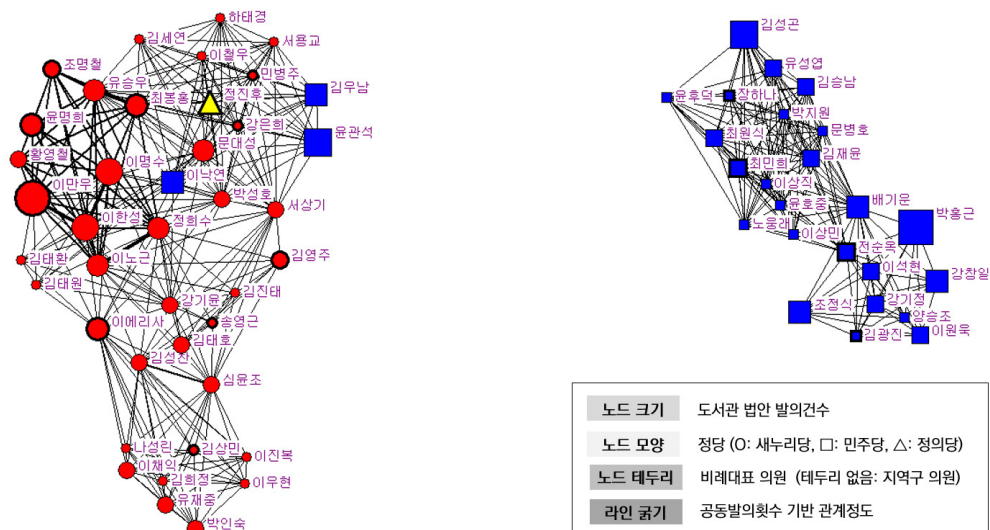 하태경
김세연
서용교
이철우
조명철
민병주
유승우
최봉홍
정진후
김우남
윤명희
강은희
윤관석
황영철
이명수
문대성
이만우
이낙연
박성호
이한성
정희수
서상기
김태환
이노근
김영주
김태원
강기윤
김진태
이에리사
송영근
김태호
김성찬
심윤조
나성린
김상민
이채익
이진복
김희정
유재중
이우현
박인숙
김성곤
유성엽
김승남
윤후덕
장하나
박지원
최원식
문병호
최민희
김재윤
이상직
윤호중
배기운
노웅래
이상민
박홍근
전순옥
이석현
강창일
조정식
강기정
양승조
김광진
이원욱
노드 크기 도서관 법안 발의건수
노드 모양 정당 (O: 새누리당, □: 민주당, △: 정의당)
노드 테두리 비례대표 의원 (테두리 없음: 지역구 의원)
라인 굵기 공동발의횟수 기반 관계정도